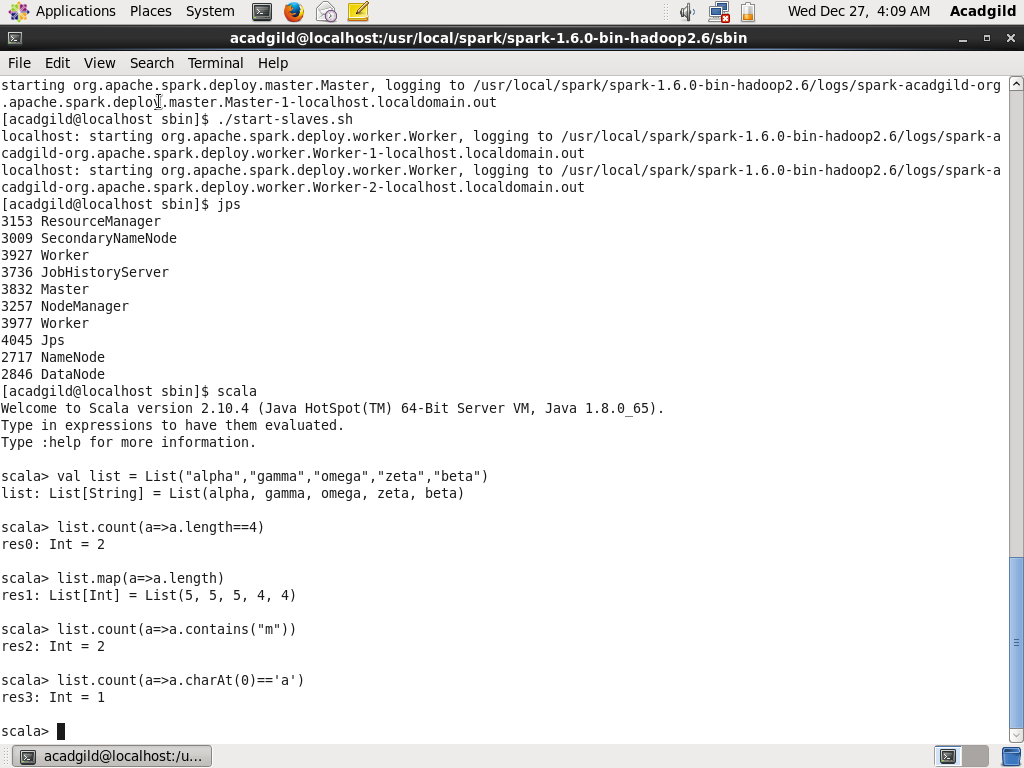 Applications Places System Wed Dec 27, 4:09 AM Acadgild
acadgild@localhost:/usr/local/spark/spark-1.6.0-bin-hadoop2.6/sbin
File Edit View Search Terminal Help
starting org.apache.spark.deploy.master.Master, logging to /usr/local/spark/spark-1.6.0-bin-hadoop2.6/logs/spark-acadgild-org
.apache.spark.deploy.master.Master-1-localhost.localdomain.out
[acadgild@localhost sbin]$ ./start-slaves.sh
localhost: starting org.apache.spark.deploy.worker.Worker, logging to /usr/local/spark/spark-1.6.0-bin-hadoop2.6/logs/spark-a
cadgild-org.apache.spark.deploy.worker.Worker-1-localhost.localdomain.out
localhost: starting org.apache.spark.deploy.worker.Worker, logging to /usr/local/spark/spark-1.6.0-bin-hadoop2.6/logs/spark-a
cadgild-org.apache.spark.deploy.worker.Worker-2-localhost.localdomain.out
[acadgild@localhost sbin]$ jps
3153 ResourceManager
3009 SecondaryNameNode
3927 Worker
3736 JobHistoryServer
3832 Master
3257 NodeManager
3977 Worker
4045 Jps
2717 NameNode
2846 DataNode
[acadgild@localhost sbin]$ scala
Welcome to Scala version 2.10.4 (Java HotSpot(TM) 64-Bit Server VM, Java 1.8.0_65).
Type in expressions to have them evaluated.
Type :help for more information.
scala> val list = List("alpha","gamma","omega","zeta","beta")
list: List[String] = List(alpha, gamma, omega, zeta, beta)
scala> list.count(a=>a.length==4)
res0: Int = 2
scala> list.map(a=>a.length)
res1: List[Int] = List(5, 5, 5, 4, 4)
scala> list.count(a=>a.contains("m"))
res2: Int = 2
scala> list.count(a=>a.charAt(0)=='a')
res3: Int = 1
scala>
acadgild@localhost:/u...